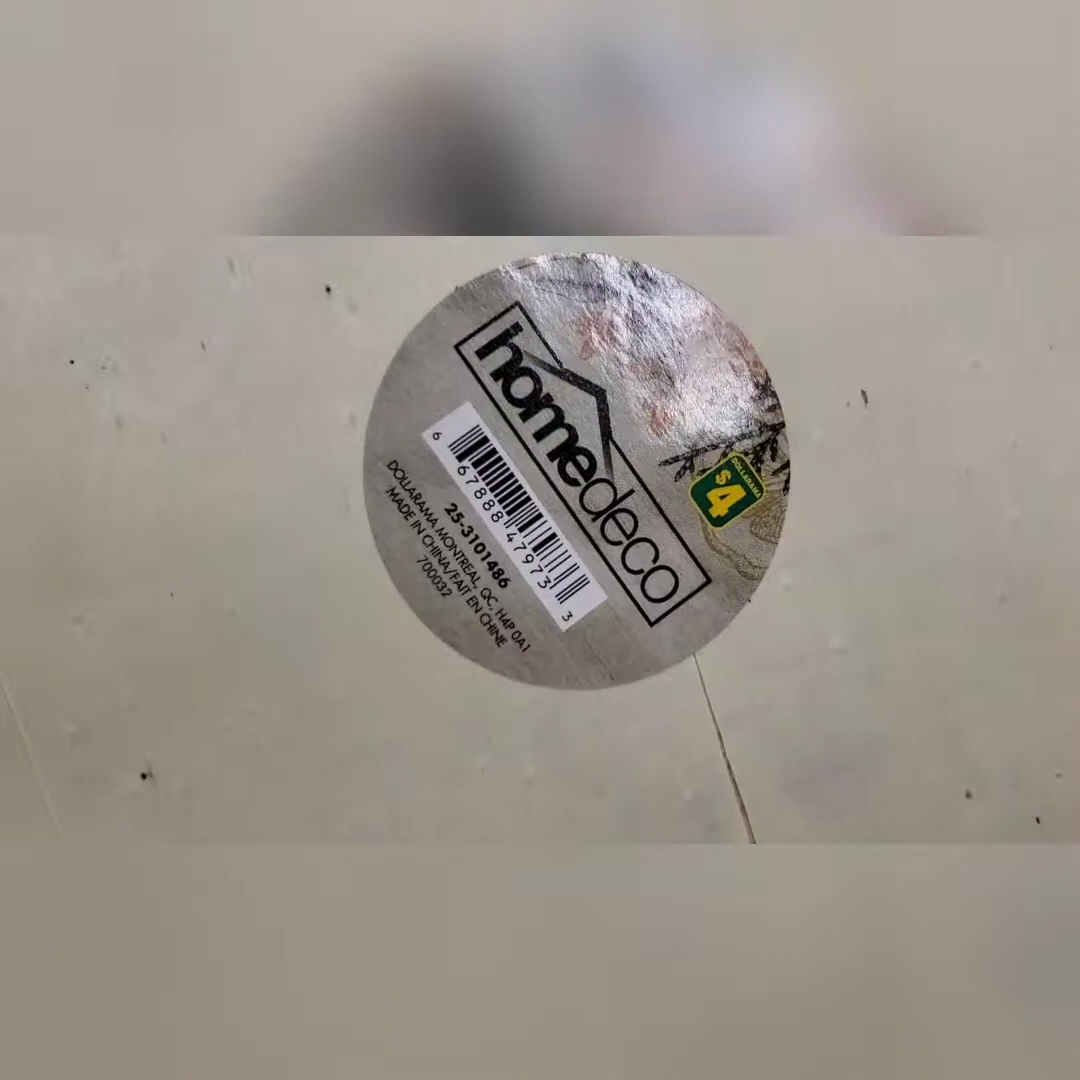 homedeco
DOLLARAMA
$4
6 67888 47973 3
25-3101486
DOLLARAMA MONTREAL, QC, H4P 0A1
MADE IN CHINA/FAIT EN CHINE
700032